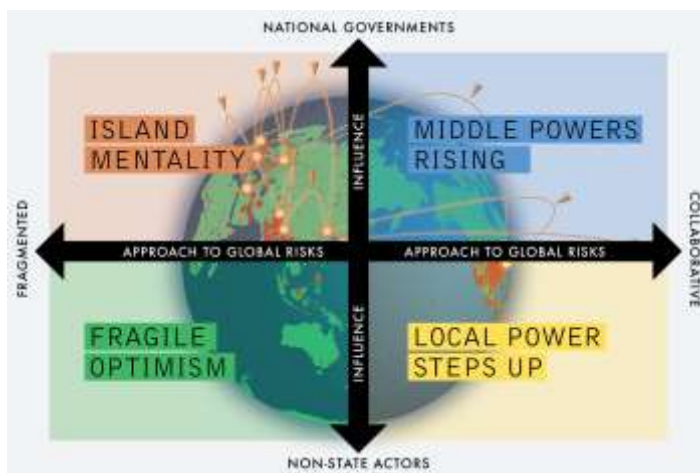 NATIONAL GOVERNMENTS
ISLAND
MENTALITY
MIDDLE POWERS
RISING
INFLUENCE
FRAGMENTED
APPROACH TO GLOBAL RISKS
APPROACH TO GLOBAL RISKS
COLLABORATIVE
FRAGILE
OPTIMISM
INFLUENCE
LOCAL POWER
STEPS UP
NON-STATE ACTORS